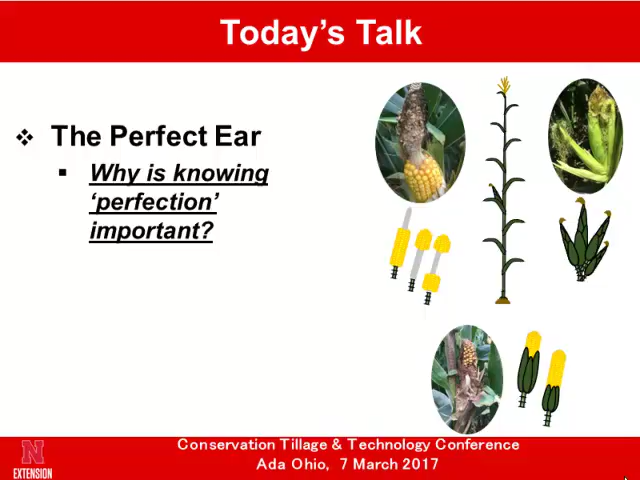 Today’s Talk
❖ The Perfect Ear
▪ Why is knowing
‘perfection’
important?
Conservation Tillage & Technology Conference
Ada Ohio, 7 March 2017
N
EXTENSION